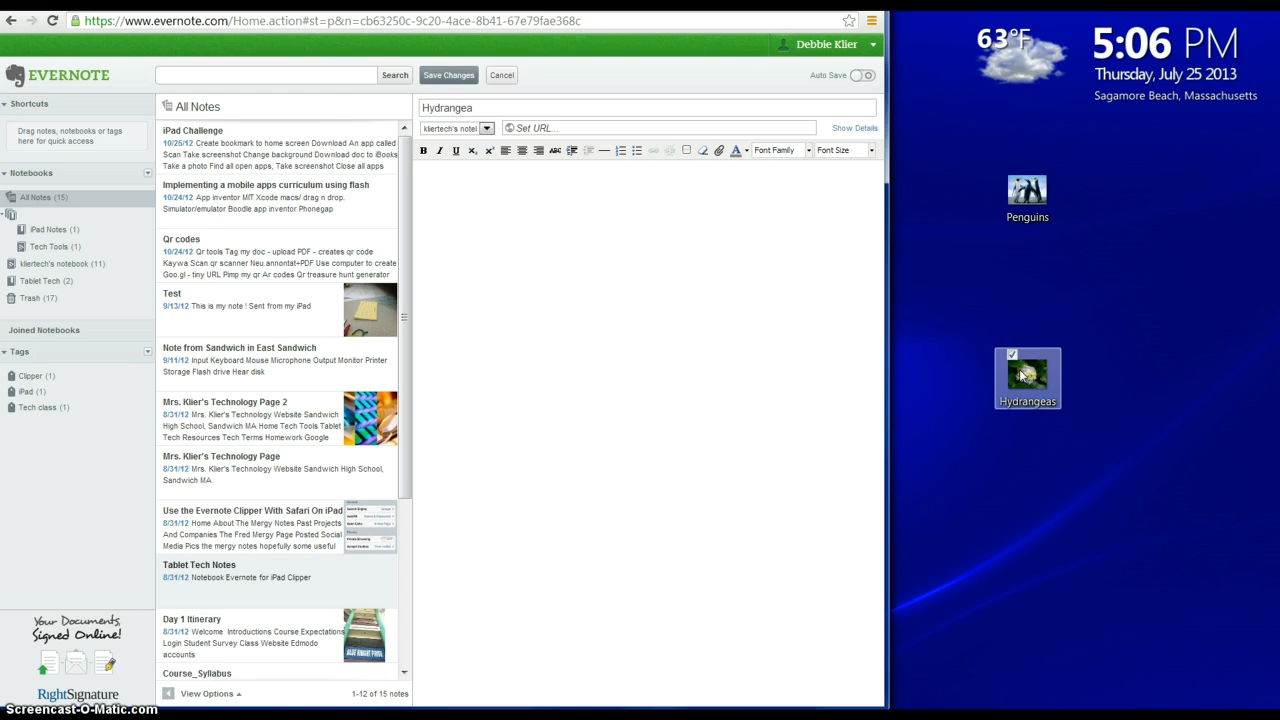 https://www.evernote.com/Home.action#st=p&n=cb63250c-9c20-4ace-8b41-67e79fae368c
Debbie Klier
EVERNOTE
Search
Save Changes
Cancel
Auto Save
Shortcuts
Drag notes, notebooks or tags
here for quick access
Notebooks
All Notes (15)
iPad Notes (1)
Tech Tools (1)
kliertech's notebook (11)
Tablet Tech (2)
Trash (17)
Joined Notebooks
Tags
Clipper (1)
iPad (1)
Tech class (1)
Your Documents,
Signed Online!
RightSignature
All Notes
iPad Challenge
10/25/12 Create bookmark to home screen Download An app called
Scan Take screenshot Change background Download doc to iBooks
Take a photo Find all open apps, Take screenshot Close all apps
Implementing a mobile apps curriculum using flash
10/24/12 App inventor MIT Xcode macs/ drag n drop.
Simulator/emulator Boodle app inventor Phonegap
Qr codes
10/24/12 Qr tools Tag my doc - upload PDF - creates qr code
Kaywa Scan qr scanner Neu.annontat+PDF Use computer to create
Goo.gl - tiny URL Pimp my qr Ar codes Qr treasure hunt generator
Test
9/13/12 This is my note ! Sent from my iPad
Note from Sandwich in East Sandwich
9/11/12 Input Keyboard Mouse Microphone Output Monitor Printer
Storage Flash drive Hear disk
Mrs. Klier's Technology Page 2
8/31/12 Mrs. Klier's Technology Website Sandwich
High School, Sandwich MA Home Tech Tools Tablet
Tech Resources Tech Terms Homework Google
Mrs. Klier's Technology Page
8/31/12 Mrs. Klier's Technology Website Sandwich High School,
Sandwich MA
Use the Evernote Clipper With Safari On iPad
8/31/12 Home About The Mergy Notes Past Projects
And Companies The Fred Mergy Page Posted Social
Media Pics the mergy notes hopefully some useful
Tablet Tech Notes
8/31/12 Notebook Evernote for iPad Clipper
Day 1 Itinerary
8/31/12 Welcome Introductions Course Expectations
Login Student Survey Class Website Edmodo
accounts
Course_Syllabus
View Options
1-12 of 15 notes
Hydrangea
kliertech's notel
Set URL...
Show Details
B I U ABC
A
Font Family
Font Size
63°F
5:06 PM
Thursday, July 25 2013
Sagamore Beach, Massachusetts
Penguins
Hydrangeas
Screencast-O-Matic.com